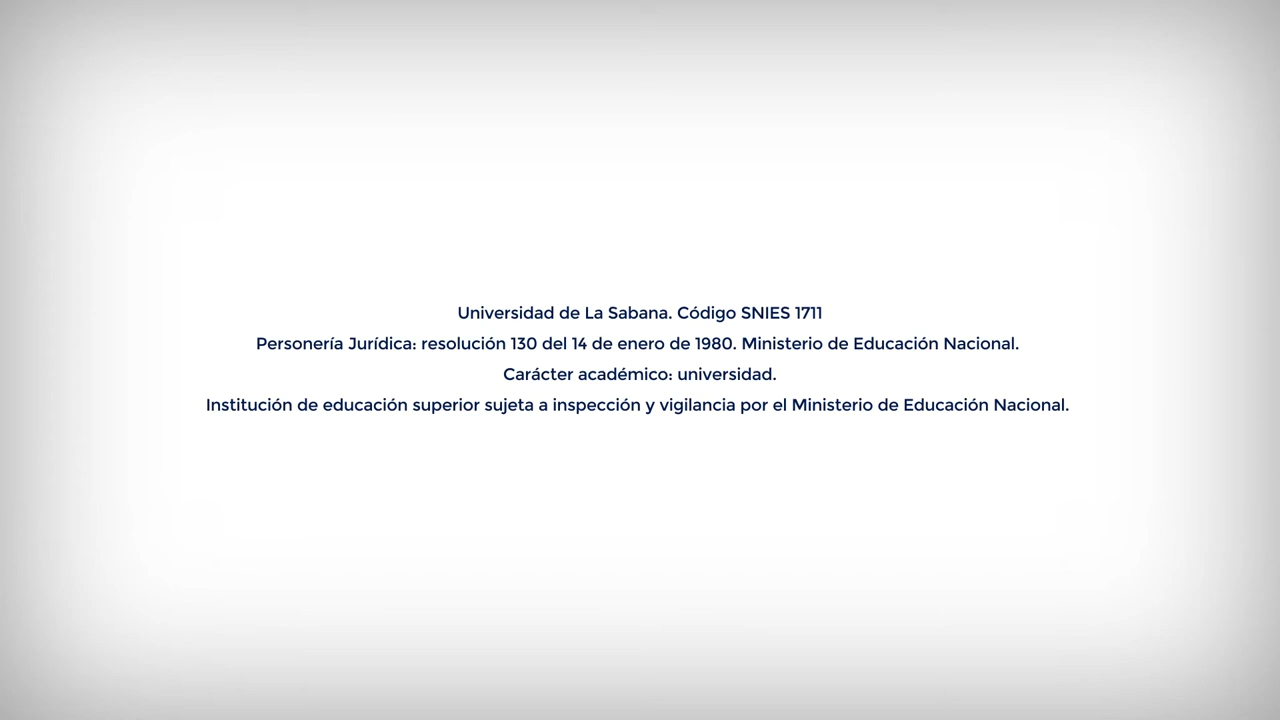 Universidad de La Sabana. Código SNIES 1711
Personería Jurídica: resolución 130 del 14 de enero de 1980. Ministerio de Educación Nacional.
Carácter académico: universidad.
Institución de educación superior sujeta a inspección y vigilancia por el Ministerio de Educación Nacional.